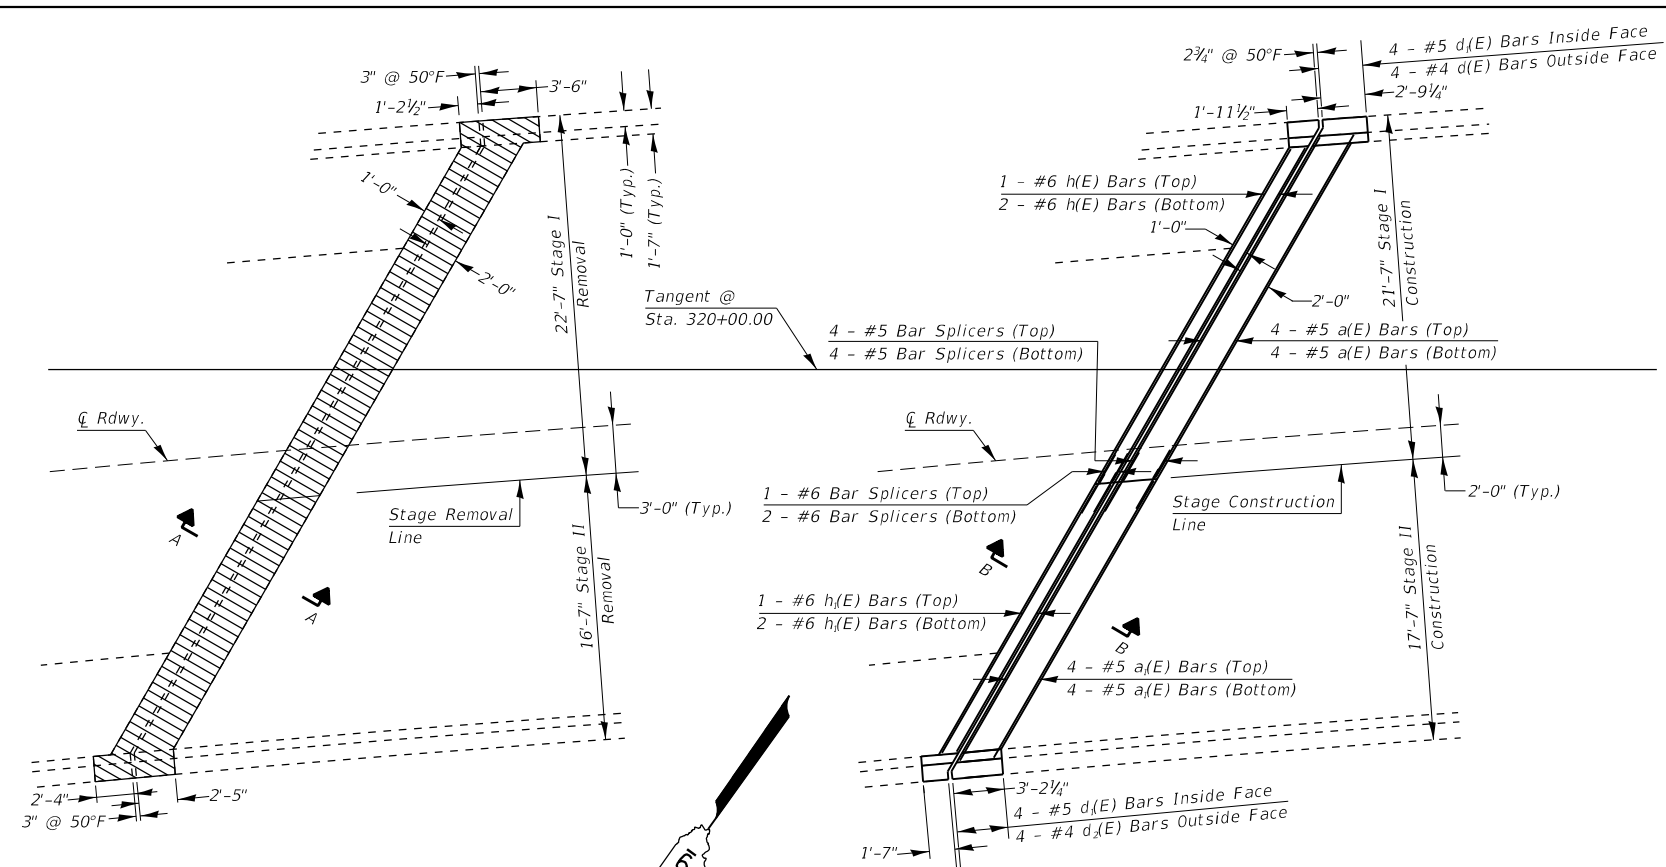 3" @ 50°F
1'-2½"
3'-6"
1'-0"
2'-0"
22'-7" Stage I
Removal
1'-0" (Typ.)
1'-7" (Typ.)
Tangent @
Sta. 320+00.00
℄ Rdwy.
Stage Removal
Line
3'-0" (Typ.)
A
A
16'-7" Stage II
Removal
2'-4"
3" @ 50°F
2'-5"
6'
2¾" @ 50°F
4 - #5 d₁(E) Bars Inside Face
4 - #4 d(E) Bars Outside Face
2'-9¼"
1'-11½"
1 - #6 h(E) Bars (Top)
2 - #6 h(E) Bars (Bottom)
1'-0"
2'-0"
21'-7" Stage I
Construction
4 - #5 Bar Splicers (Top)
4 - #5 Bar Splicers (Bottom)
4 - #5 a(E) Bars (Top)
4 - #5 a(E) Bars (Bottom)
℄ Rdwy.
1 - #6 Bar Splicers (Top)
2 - #6 Bar Splicers (Bottom)
Stage Construction
Line
2'-0" (Typ.)
B
B
1 - #6 h₁(E) Bars (Top)
2 - #6 h₁(E) Bars (Bottom)
17'-7" Stage II
Construction
4 - #5 a₁(E) Bars (Top)
4 - #5 a₁(E) Bars (Bottom)
3'-2¼"
4 - #5 d₁(E) Bars Inside Face
4 - #4 d₂(E) Bars Outside Face
1'-7"